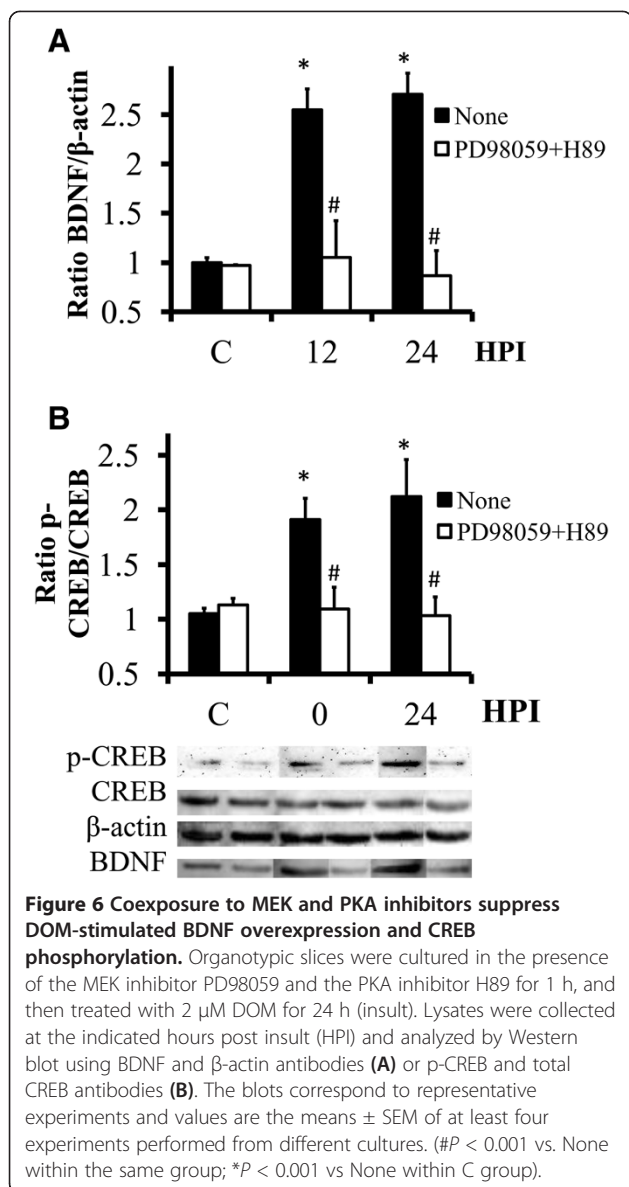 A
Ratio BDNF/β-actin
2.5
2
1.5
1
0.5
*
#
*
#
None
PD98059+H89
C
12
24
HPI
B
Ratio p-
CREB/CREB
2.5
2
1.5
1
0.5
*
#
*
#
None
PD98059+H89
C
0
24
HPI
p-CREB
CREB
β-actin
BDNF
Figure 6 Coexposure to MEK and PKA inhibitors suppress
DOM-stimulated BDNF overexpression and CREB
phosphorylation. Organotypic slices were cultured in the presence
of the MEK inhibitor PD98059 and the PKA inhibitor H89 for 1 h, and
then treated with 2 μM DOM for 24 h (insult). Lysates were collected
at the indicated hours post insult (HPI) and analyzed by Western
blot using BDNF and β-actin antibodies (A) or p-CREB and total
CREB antibodies (B). The blots correspond to representative
experiments and values are the means ± SEM of at least four
experiments performed from different cultures. (#P < 0.001 vs. None
within the same group; *P < 0.001 vs None within C group).